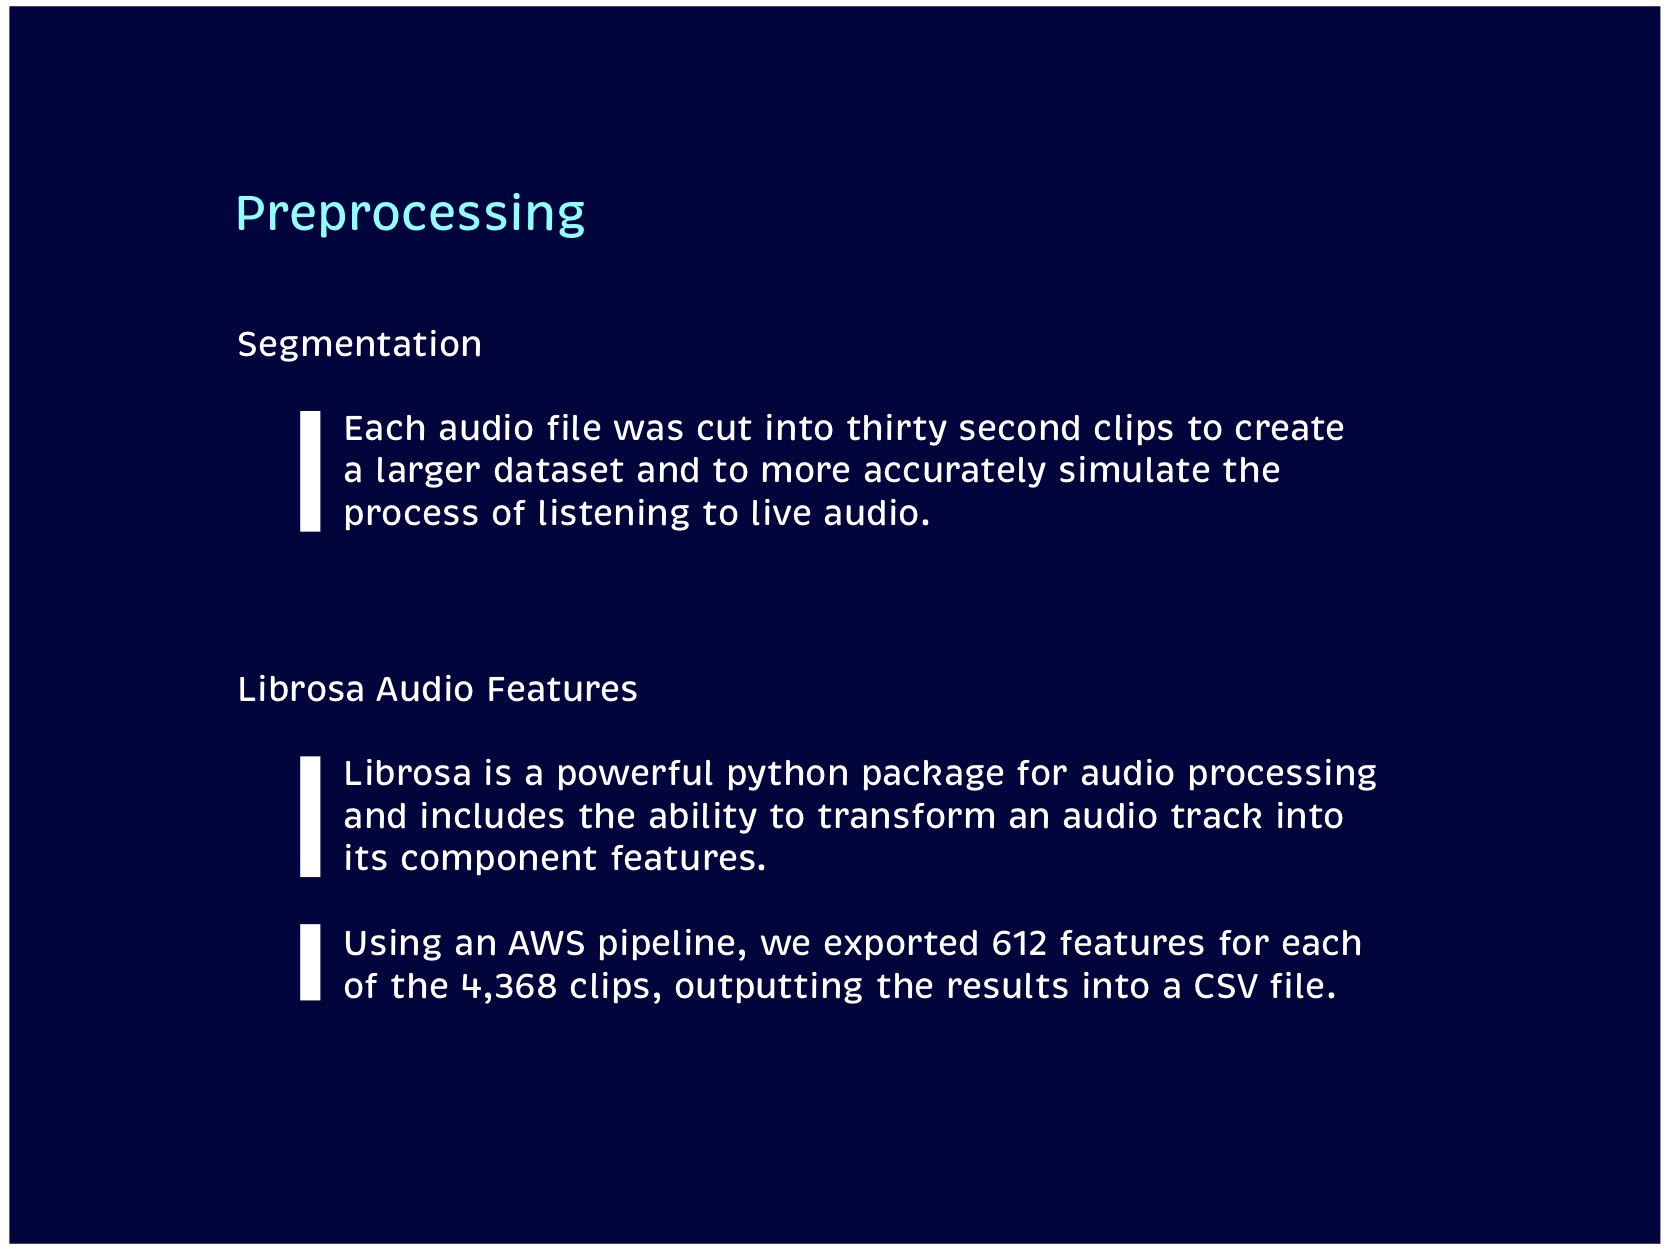 Preprocessing
Segmentation
Each audio file was cut into thirty second clips to create
a larger dataset and to more accurately simulate the
process of listening to live audio.
Librosa Audio Features
Librosa is a powerful python package for audio processing
and includes the ability to transform an audio track into
its component features.
Using an AWS pipeline, we exported 612 features for each
of the 4,368 clips, outputting the results into a CSV file.